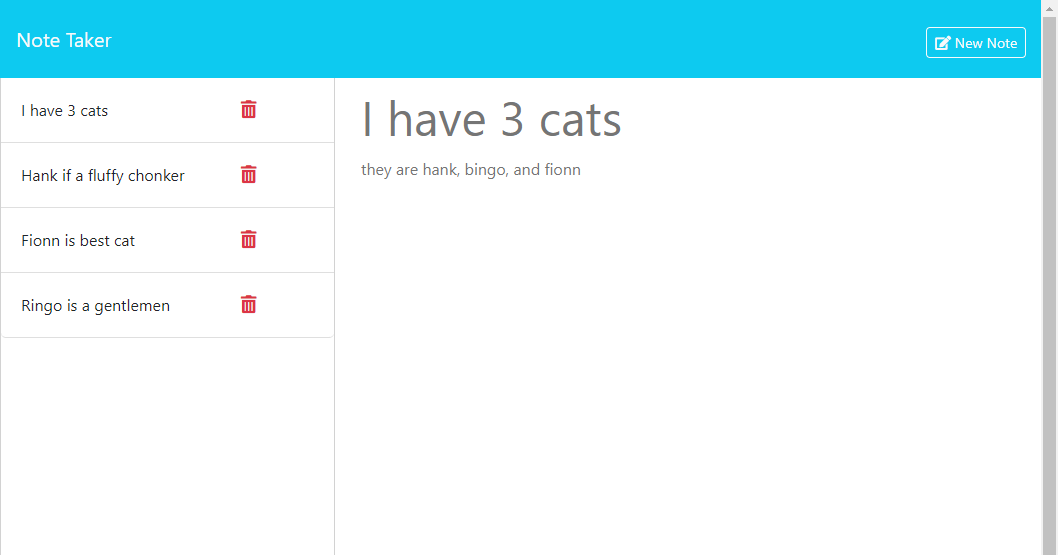 Note Taker
New Note
I have 3 cats
Hank if a fluffy chonker
Fionn is best cat
Ringo is a gentlemen
I have 3 cats
they are hank, bingo, and fionn